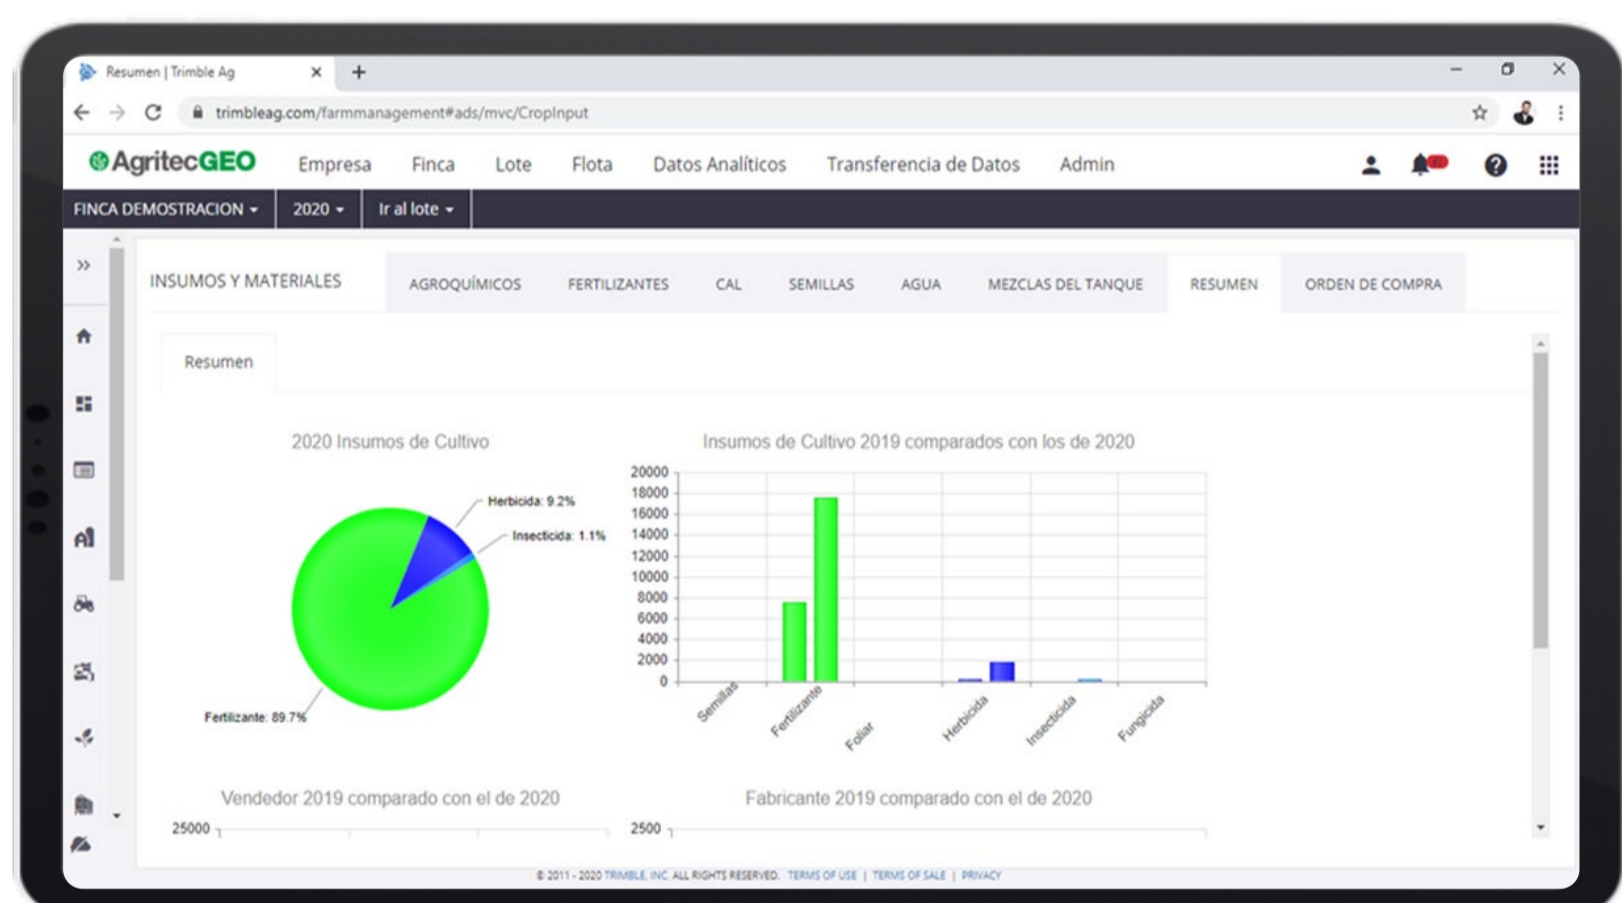 Resumen | Trimble Ag
trimbleag.com/farmmanagement#ads/mvc/CropInput
AgritecGEO Empresa Finca Lote Flota Datos Analíticos Transferencia de Datos Admin
FINCA DEMOSTRACION 2020 Ir al lote
INSUMOS Y MATERIALES AGROQUÍMICOS FERTILIZANTES CAL SEMILLAS AGUA MEZCLAS DEL TANQUE RESUMEN ORDEN DE COMPRA
Resumen
2020 Insumos de Cultivo
Herbicida: 9.2%
Insecticida: 1.1%
Fertilizante: 89.7%
Insumos de Cultivo 2019 comparados con los de 2020
20000
18000
16000
14000
12000
10000
8000
6000
4000
2000
0
Semillas
Fertilizante
Foliar
Herbicida
Insecticida
Fungicida
Vendedor 2019 comparado con el de 2020
25000
Fabricante 2019 comparado con el de 2020
2500
© 2011 - 2020 TRIMBLE, INC. ALL RIGHTS RESERVED. TERMS OF USE | TERMS OF SALE | PRIVACY